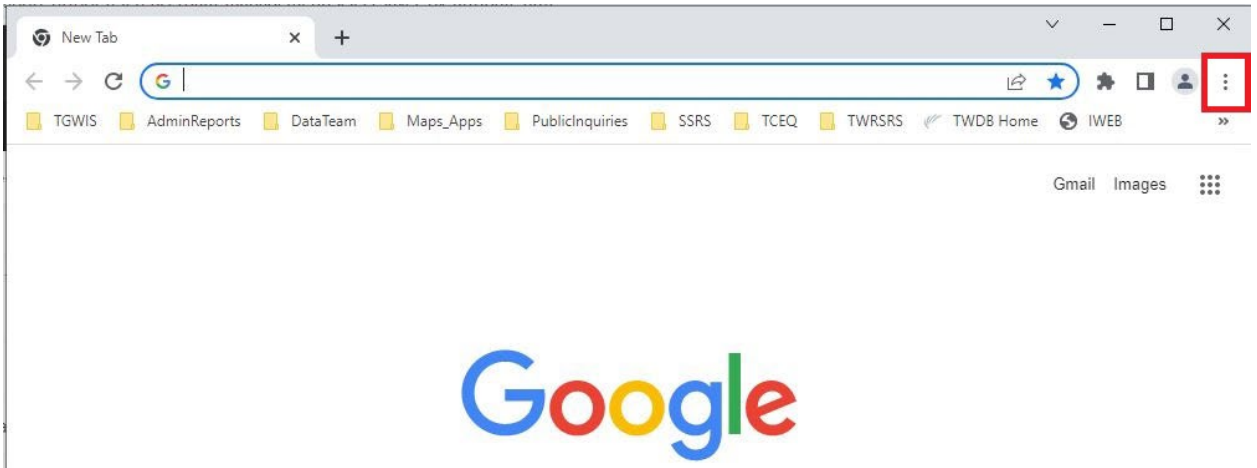 New Tab
G
TGWIS AdminReports DataTeam Maps_Apps PublicInquiries SSRS TCEQ TWRSRS TWDB Home IWEB »
Gmail Images
Google